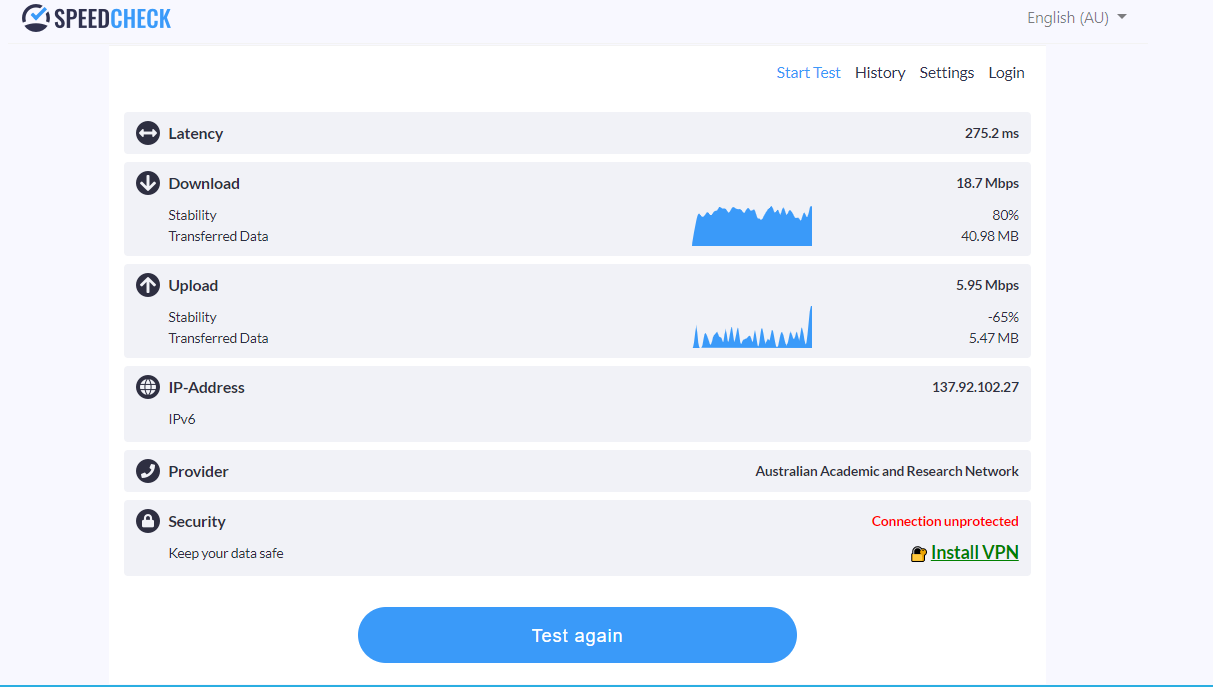 SPEEDCHECK
English (AU)
Start Test History Settings Login
Latency 275.2 ms
Download 18.7 Mbps
Stability 80%
Transferred Data 40.98 MB
Upload 5.95 Mbps
Stability -65%
Transferred Data 5.47 MB
IP-Address 137.92.102.27
IPv6
Provider Australian Academic and Research Network
Security Connection unprotected
Keep your data safe Install VPN
Test again